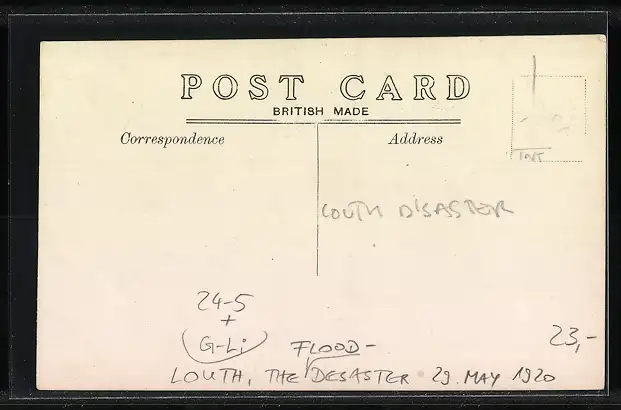 POST CARD
BRITISH MADE
Correspondence
Address
LOUTH DISASTER
24-5
+
G-Li
23,-
FLOOD-
LOUTH, THE DESASTER 29. MAY 1920